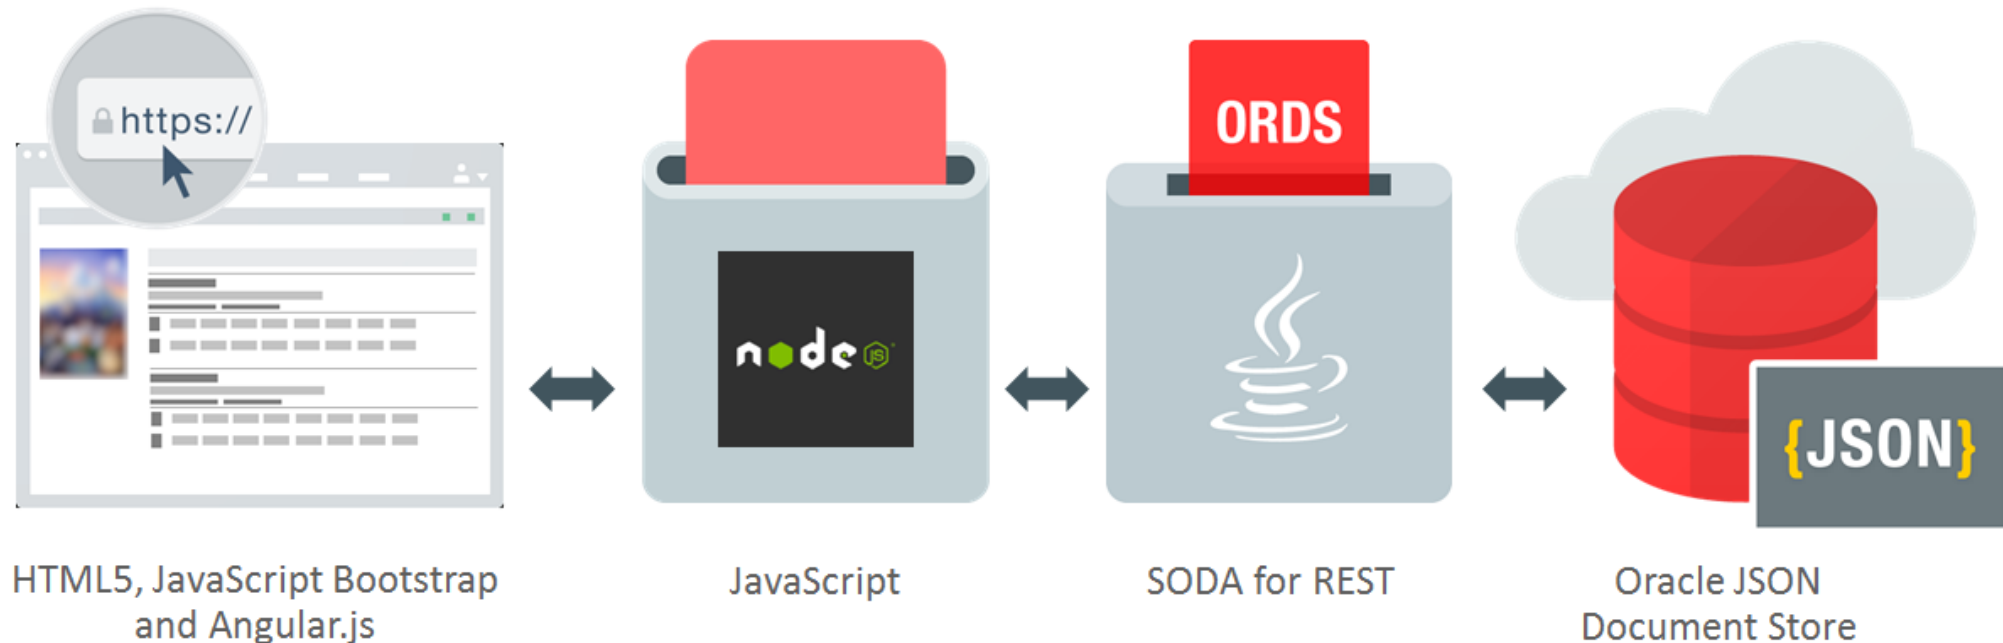 https://
ORDS
node JS
{JSON}
HTML5, JavaScript Bootstrap
and Angular.js
JavaScript
SODA for REST
Oracle JSON
Document Store